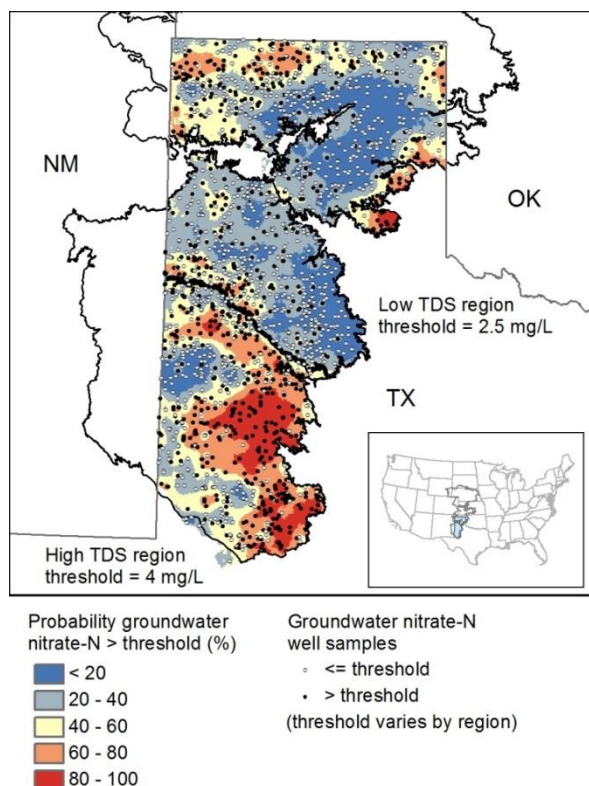 NM
OK
Low TDS region
threshold = 2.5 mg/L
TX
High TDS region
threshold = 4 mg/L
Probability groundwater
nitrate-N > threshold (%)
< 20
20 - 40
40 - 60
60 - 80
80 - 100
Groundwater nitrate-N
well samples
<= threshold
> threshold
(threshold varies by region)